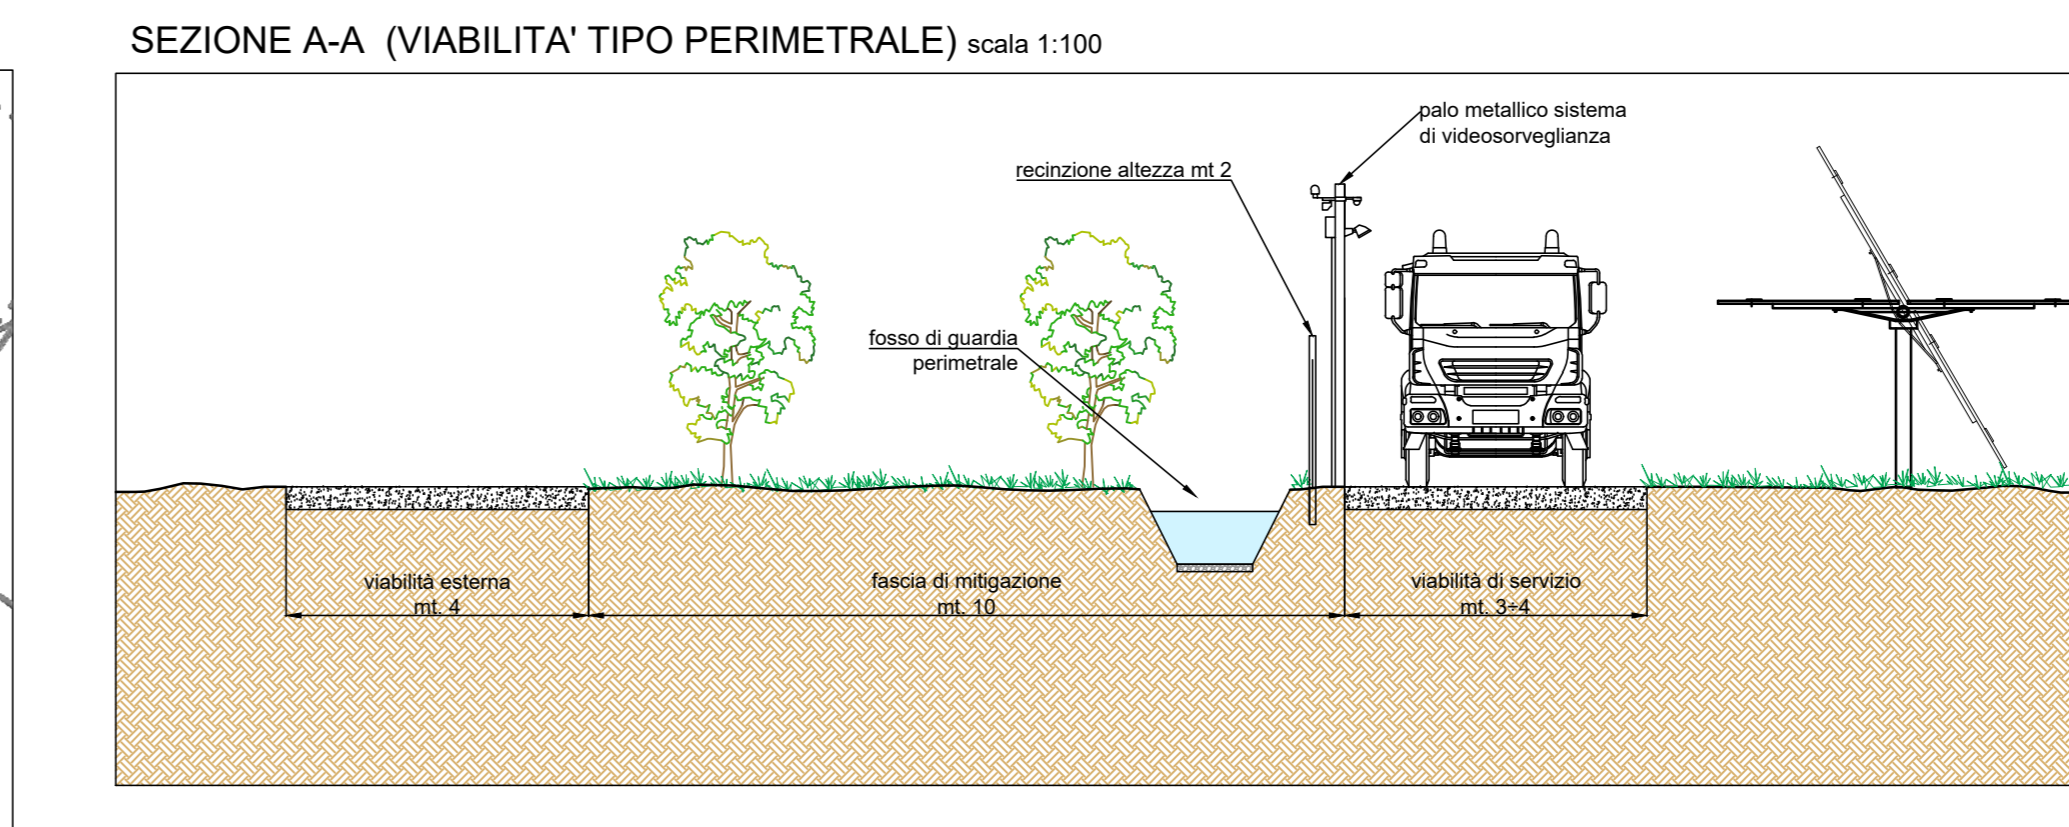 SEZIONE A-A (VIABILITA' TIPO PERIMETRALE) scala 1:100
palo metallico sistema
di videosorveglianza
recinzione altezza mt 2
fosso di guardia
perimetrale
viabilità esterna
mt. 4
fascia di mitigazione
mt. 10
viabilità di servizio
mt. 3÷4